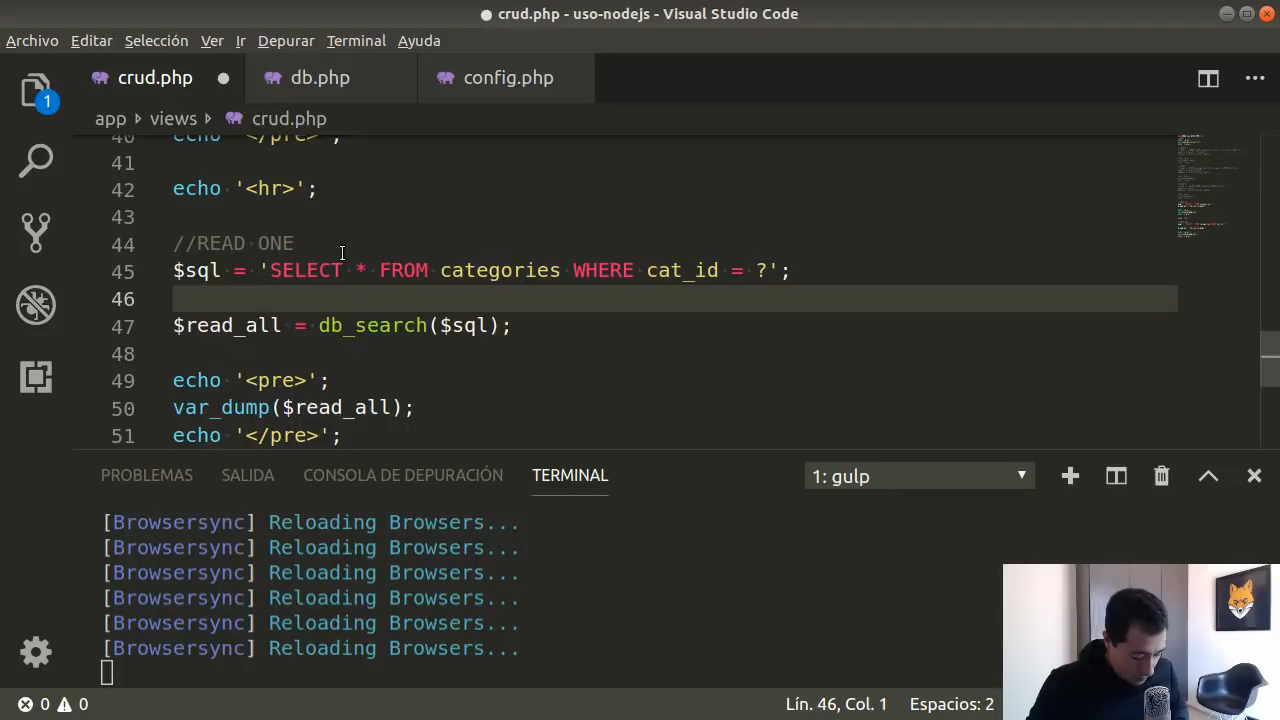 crud.php - uso-nodejs - Visual Studio Code
Archivo Editar Selección Ver Ir Depurar Terminal Ayuda
crud.php db.php config.php
app views crud.php
40 echo '</pre>';
41
42 echo '<hr>';
43
44 //READ ONE
45 $sql = 'SELECT * FROM categories WHERE cat_id = ?';
46
47 $read_all = db_search($sql);
48
49 echo '<pre>';
50 var_dump($read_all);
51 echo '</pre>';
1
PROBLEMAS SALIDA CONSOLA DE DEPURACIÓN TERMINAL 1: gulp
[Browsersync] Reloading Browsers...
[Browsersync] Reloading Browsers...
[Browsersync] Reloading Browsers...
[Browsersync] Reloading Browsers...
[Browsersync] Reloading Browsers...
[Browsersync] Reloading Browsers...
0 0 Lín. 46, Col. 1 Espacios: 2